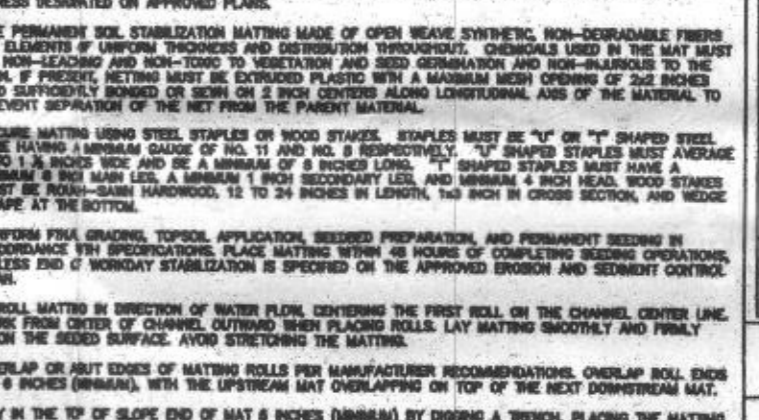 NESS DESIGNATED ON APPROVED PLANS.
E PERMANENT SOIL STABILIZATION MATTING MADE OF OPEN WEAVE SYNTHETIC, NON-DEGRADABLE FIBERS
ELEMENTS OF UNIFORM THICKNESS AND DISTRIBUTION THROUGHOUT. CHEMICALS USED IN THE MAT MUST
NON-LEACHING AND NON-TOXIC TO VEGETATION AND SEED GERMINATION AND NON-INJURIOUS TO THE
N. IF PRESENT, NETTING MUST BE EXTRUDED PLASTIC WITH A MAXIMUM MESH OPENING OF 2x2 INCHES
D SUFFICIENTLY BONDED OR SEWN ON 2 INCH CENTERS ALONG LONGITUDINAL AXIS OF THE MATERIAL TO
EVENT SEPARATION OF THE NET FROM THE PARENT MATERIAL.
CURE MATTING USING STEEL STAPLES OR WOOD STAKES. STAPLES MUST BE "U" OR "T" SHAPED STEEL
E HAVING A MINIMUM GAUGE OF NO. 11 AND NO. 8 RESPECTIVELY. "U" SHAPED STAPLES MUST AVERAGE
TO 1 ½ INCHES WIDE AND BE A MINIMUM OF 6 INCHES LONG. "T" SHAPED STAPLES MUST HAVE A
IMUM 8 INCH MAIN LEG, A MINIMUM 1 INCH SECONDARY LEG, AND MINIMUM 4 INCH HEAD. WOOD STAKES
ST BE ROUGH-SAWN HARDWOOD, 12 TO 24 INCHES IN LENGTH, 1x3 INCH IN CROSS SECTION, AND WEDGE
APE AT THE BOTTOM.
RFORM FINAL GRADING, TOPSOIL APPLICATION, SEEDBED PREPARATION, AND PERMANENT SEEDING IN
CORDANCE WITH SPECIFICATIONS. PLACE MATTING WITHIN 48 HOURS OF COMPLETING SEEDING OPERATIONS,
LESS END OF WORKDAY STABILIZATION IS SPECIFIED ON THE APPROVED EROSION AND SEDIMENT CONTROL
AN.
ROLL MATTING IN DIRECTION OF WATER FLOW, CENTERING THE FIRST ROLL ON THE CHANNEL CENTER LINE.
RK FROM CENTER OF CHANNEL OUTWARD WHEN PLACING ROLLS. LAY MATTING SMOOTHLY AND FIRMLY
ON THE SEEDED SURFACE. AVOID STRETCHING THE MATTING.
ERLAP OR ABUT EDGES OF MATTING ROLLS PER MANUFACTURER RECOMMENDATIONS. OVERLAP ROLL ENDS
6 INCHES (MINIMUM), WITH THE UPSTREAM MAT OVERLAPPING ON TOP OF THE NEXT DOWNSTREAM MAT.
Y IN THE TOP OF SLOPE END OF MAT 6 INCHES (MINIMUM) BY DIGGING A TRENCH, PLACING THE MATTING